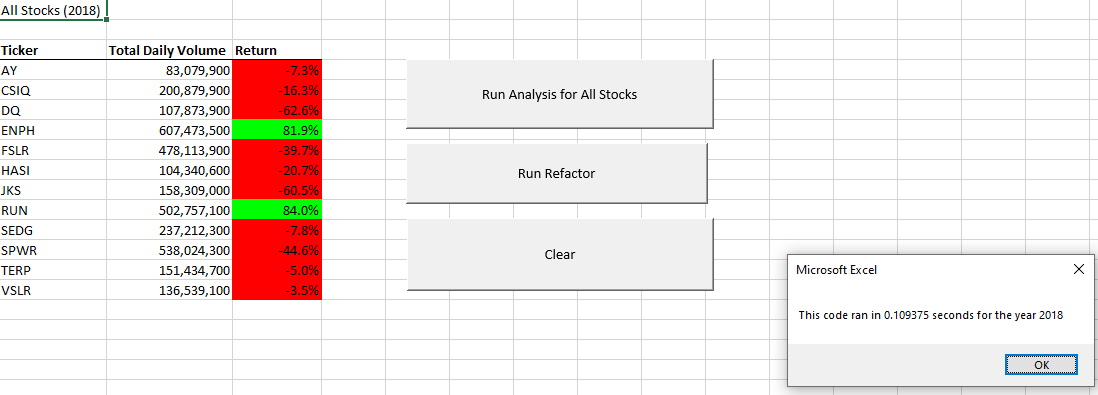 All Stocks (2018)
Ticker Total Daily Volume Return
AY 83,079,900 -7.3%
CSIQ 200,879,900 -16.3%
DQ 107,873,900 -62.6%
ENPH 607,473,500 81.9%
FSLR 478,113,900 -39.7%
HASI 104,340,600 -20.7%
JKS 158,309,000 -60.5%
RUN 502,757,100 84.0%
SEDG 237,212,300 -7.8%
SPWR 538,024,300 -44.6%
TERP 151,434,700 -5.0%
VSLR 136,539,100 -3.5%
Run Analysis for All Stocks
Run Refactor
Clear
Microsoft Excel
This code ran in 0.109375 seconds for the year 2018
OK